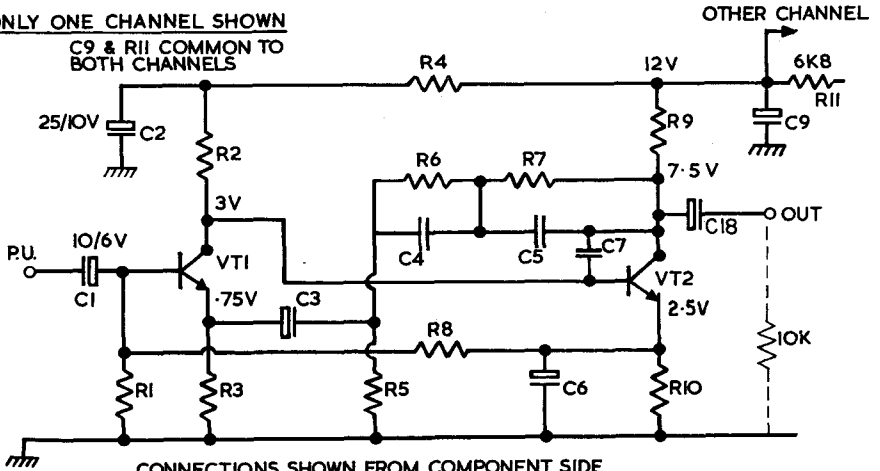 ONLY ONE CHANNEL SHOWN
C9 & R11 COMMON TO
BOTH CHANNELS
OTHER CHANNEL
R4
12V
6K8
R11
25/10V
C2
R2
R9
C9
R6
R7
7·5V
3V
OUT
C18
P.U.
10/6V
C1
VT1
C4
C5
C7
VT2
·75V
C3
2·5V
R8
10K
R1
R3
R5
C6
R10
CONNECTIONS SHOWN FROM COMPONENT SIDE